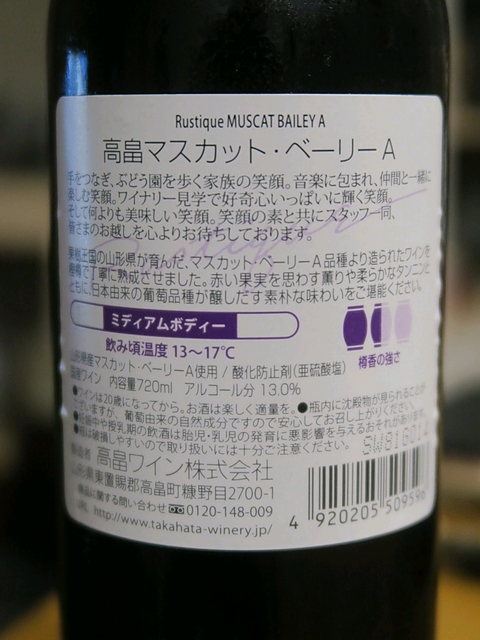 Rustique MUSCAT BAILEY A
高畠マスカット・ベーリーA
手をつなぎ、ぶどう園を歩く家族の笑顔。音楽に包まれ、仲間と一緒に
楽しむ笑顔。ワイナリー見学で好奇心いっぱいに輝く笑顔。
そして何よりも美味しい笑顔。笑顔の素と共にスタッフ一同、
皆さまのお越しを心よりお待ちしております。
果樹王国の山形県が育んだ、マスカット・ベーリーA品種より造られたワインを
樽で丁寧に熟成させました。赤い果実を思わす薫りや柔らかなタンニンと
ともに、日本由来の葡萄品種が醸しだす素朴な味わいをご堪能ください。
ミディアムボディー
飲み頃温度 13〜17℃
樽香の強さ
山形県産マスカット・ベーリーA使用 / 酸化防止剤(亜硫酸塩)
国産ワイン 内容量720ml アルコール分 13.0%
●ワインは20歳になってから。お酒は楽しく適量を。●瓶内に沈殿物が見られることが
ございますが、葡萄由来の自然成分ですので安心してお召し上がりください。
●妊娠中や授乳期の飲酒は胎児・乳児の発育に悪影響を与えるおそれがあります。
は破損しやすいので取り扱いには十分ご注意ください。
SW816014
製造者 高畠ワイン株式会社
山形県東置賜郡高畠町糠野目2700-1
商品に関する問い合わせ 0120-148-009
URL http://www.takahata-winery.jp/
4 920205 509596